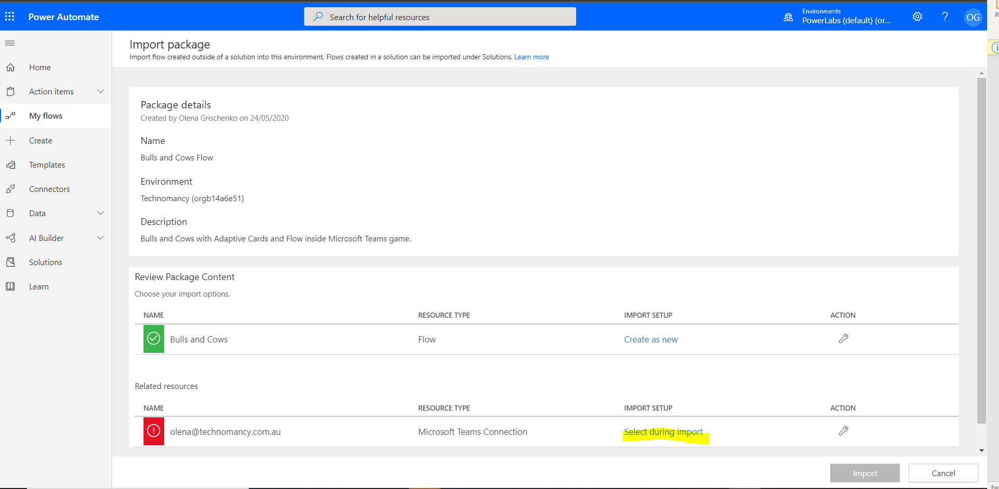 Power Automate
Search for helpful resources
Environments
PowerLabs (default) (or...
?
OG
Home
Action items
My flows
Create
Templates
Connectors
Data
AI Builder
Solutions
Learn
Import package
Import flow created outside of a solution into this environment. Flows created in a solution can be imported under Solutions. Learn more
Package details
Created by Olena Grischenko on 24/05/2020
Name
Bulls and Cows Flow
Environment
Technomancy (orgb14a6e51)
Description
Bulls and Cows with Adaptive Cards and Flow inside Microsoft Teams game.
Review Package Content
Choose your import options.
NAME RESOURCE TYPE IMPORT SETUP ACTION
Bulls and Cows Flow Create as new
Related resources
NAME RESOURCE TYPE IMPORT SETUP ACTION
olena@technomancy.com.au Microsoft Teams Connection Select during import
Import Cancel